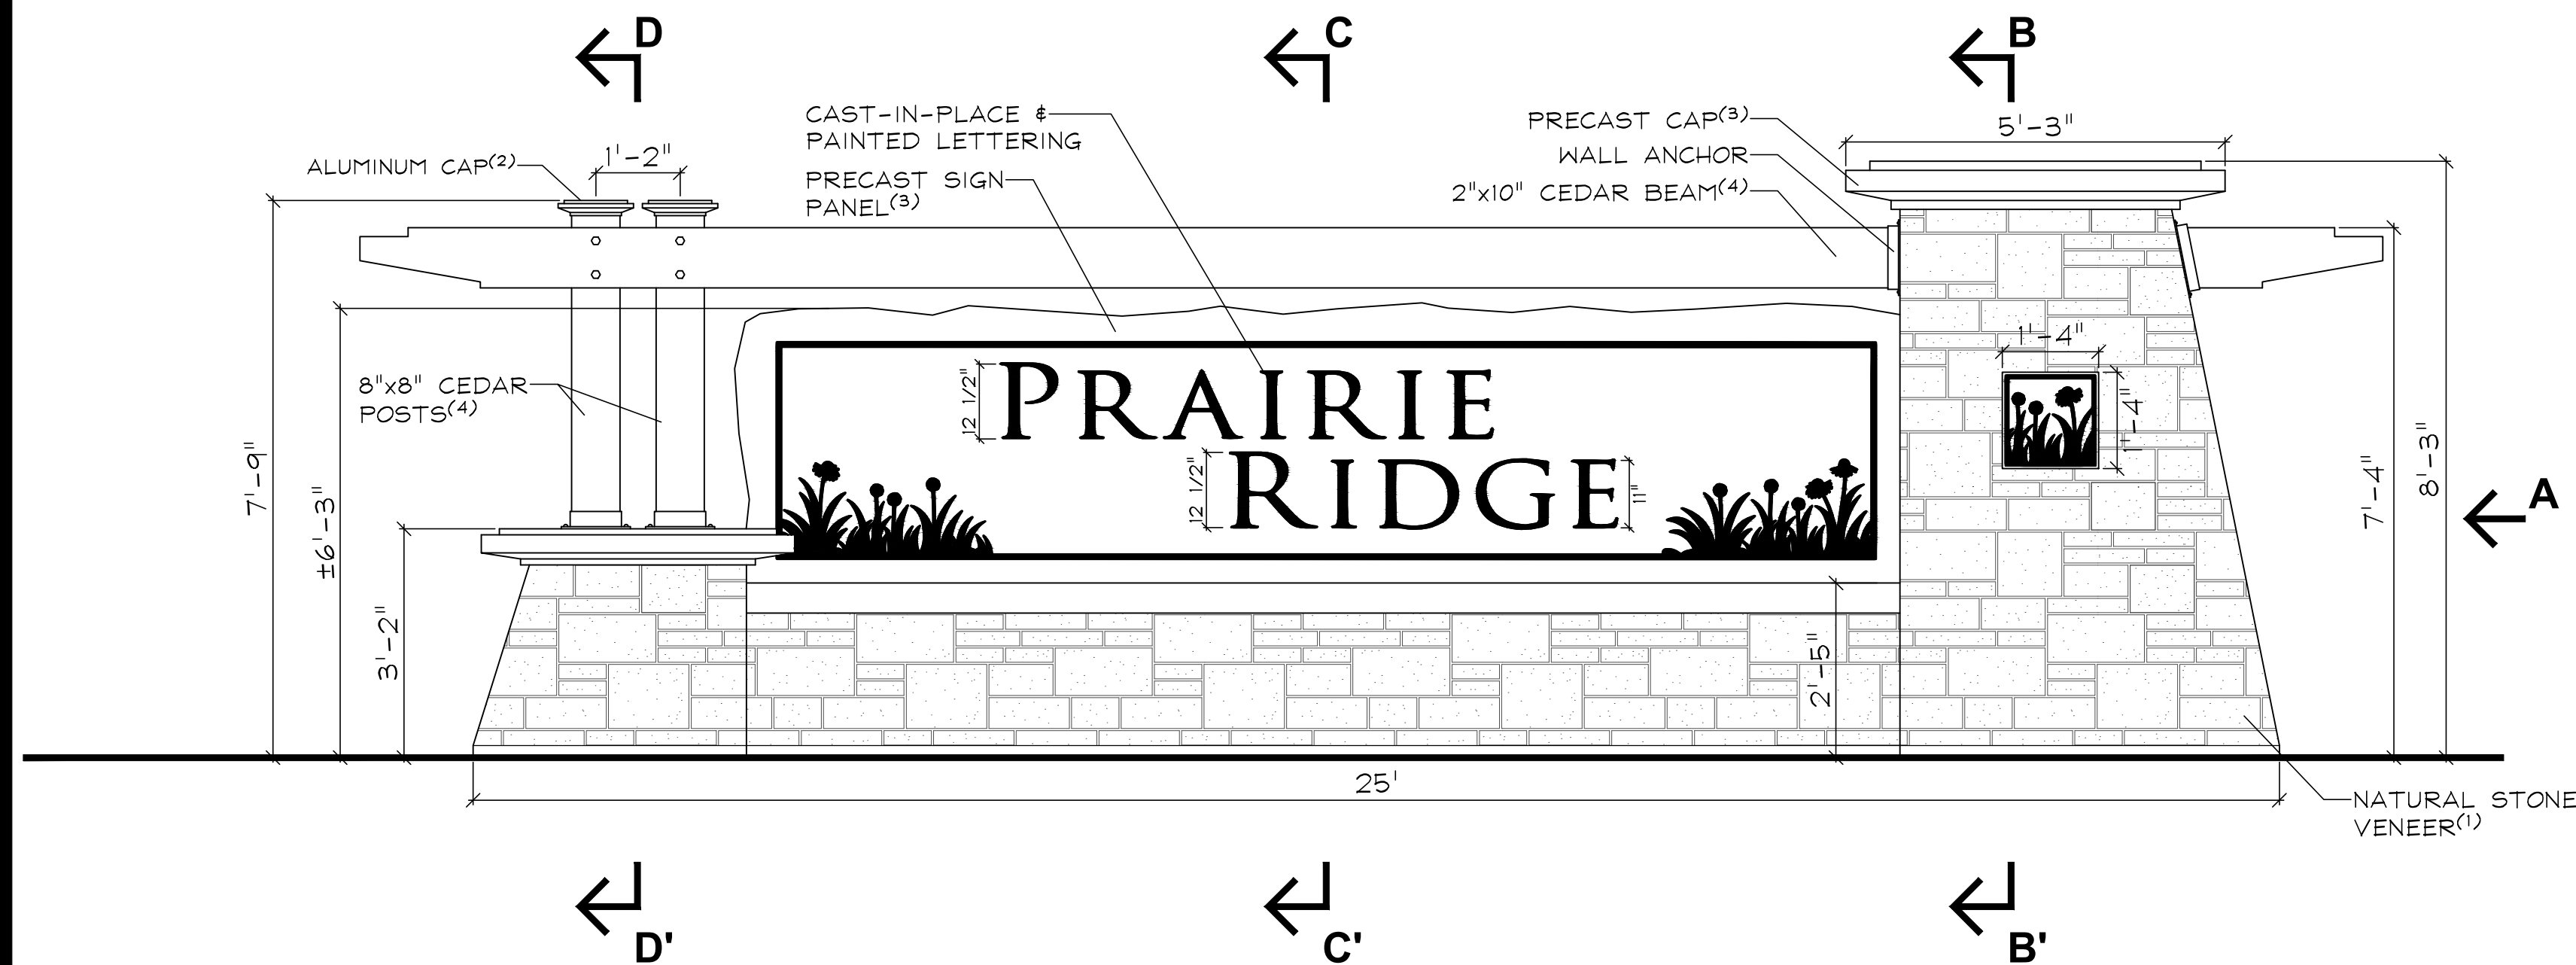 D
C
B
CAST-IN-PLACE &
PAINTED LETTERING
PRECAST CAP(3)
5'-3"
ALUMINUM CAP(2)
1'-2"
WALL ANCHOR
PRECAST SIGN
PANEL(3)
2"x10" CEDAR BEAM(4)
1'-4"
8"x8" CEDAR
POSTS(4)
12 1/2"
PRAIRIE
1'-4"
7'-9"
±6'-3"
12 1/2"
RIDGE
11"
7'-4"
8'-3"
A
3'-2"
2'-5"
25'
NATURAL STONE
VENEER(1)
D'
C'
B'